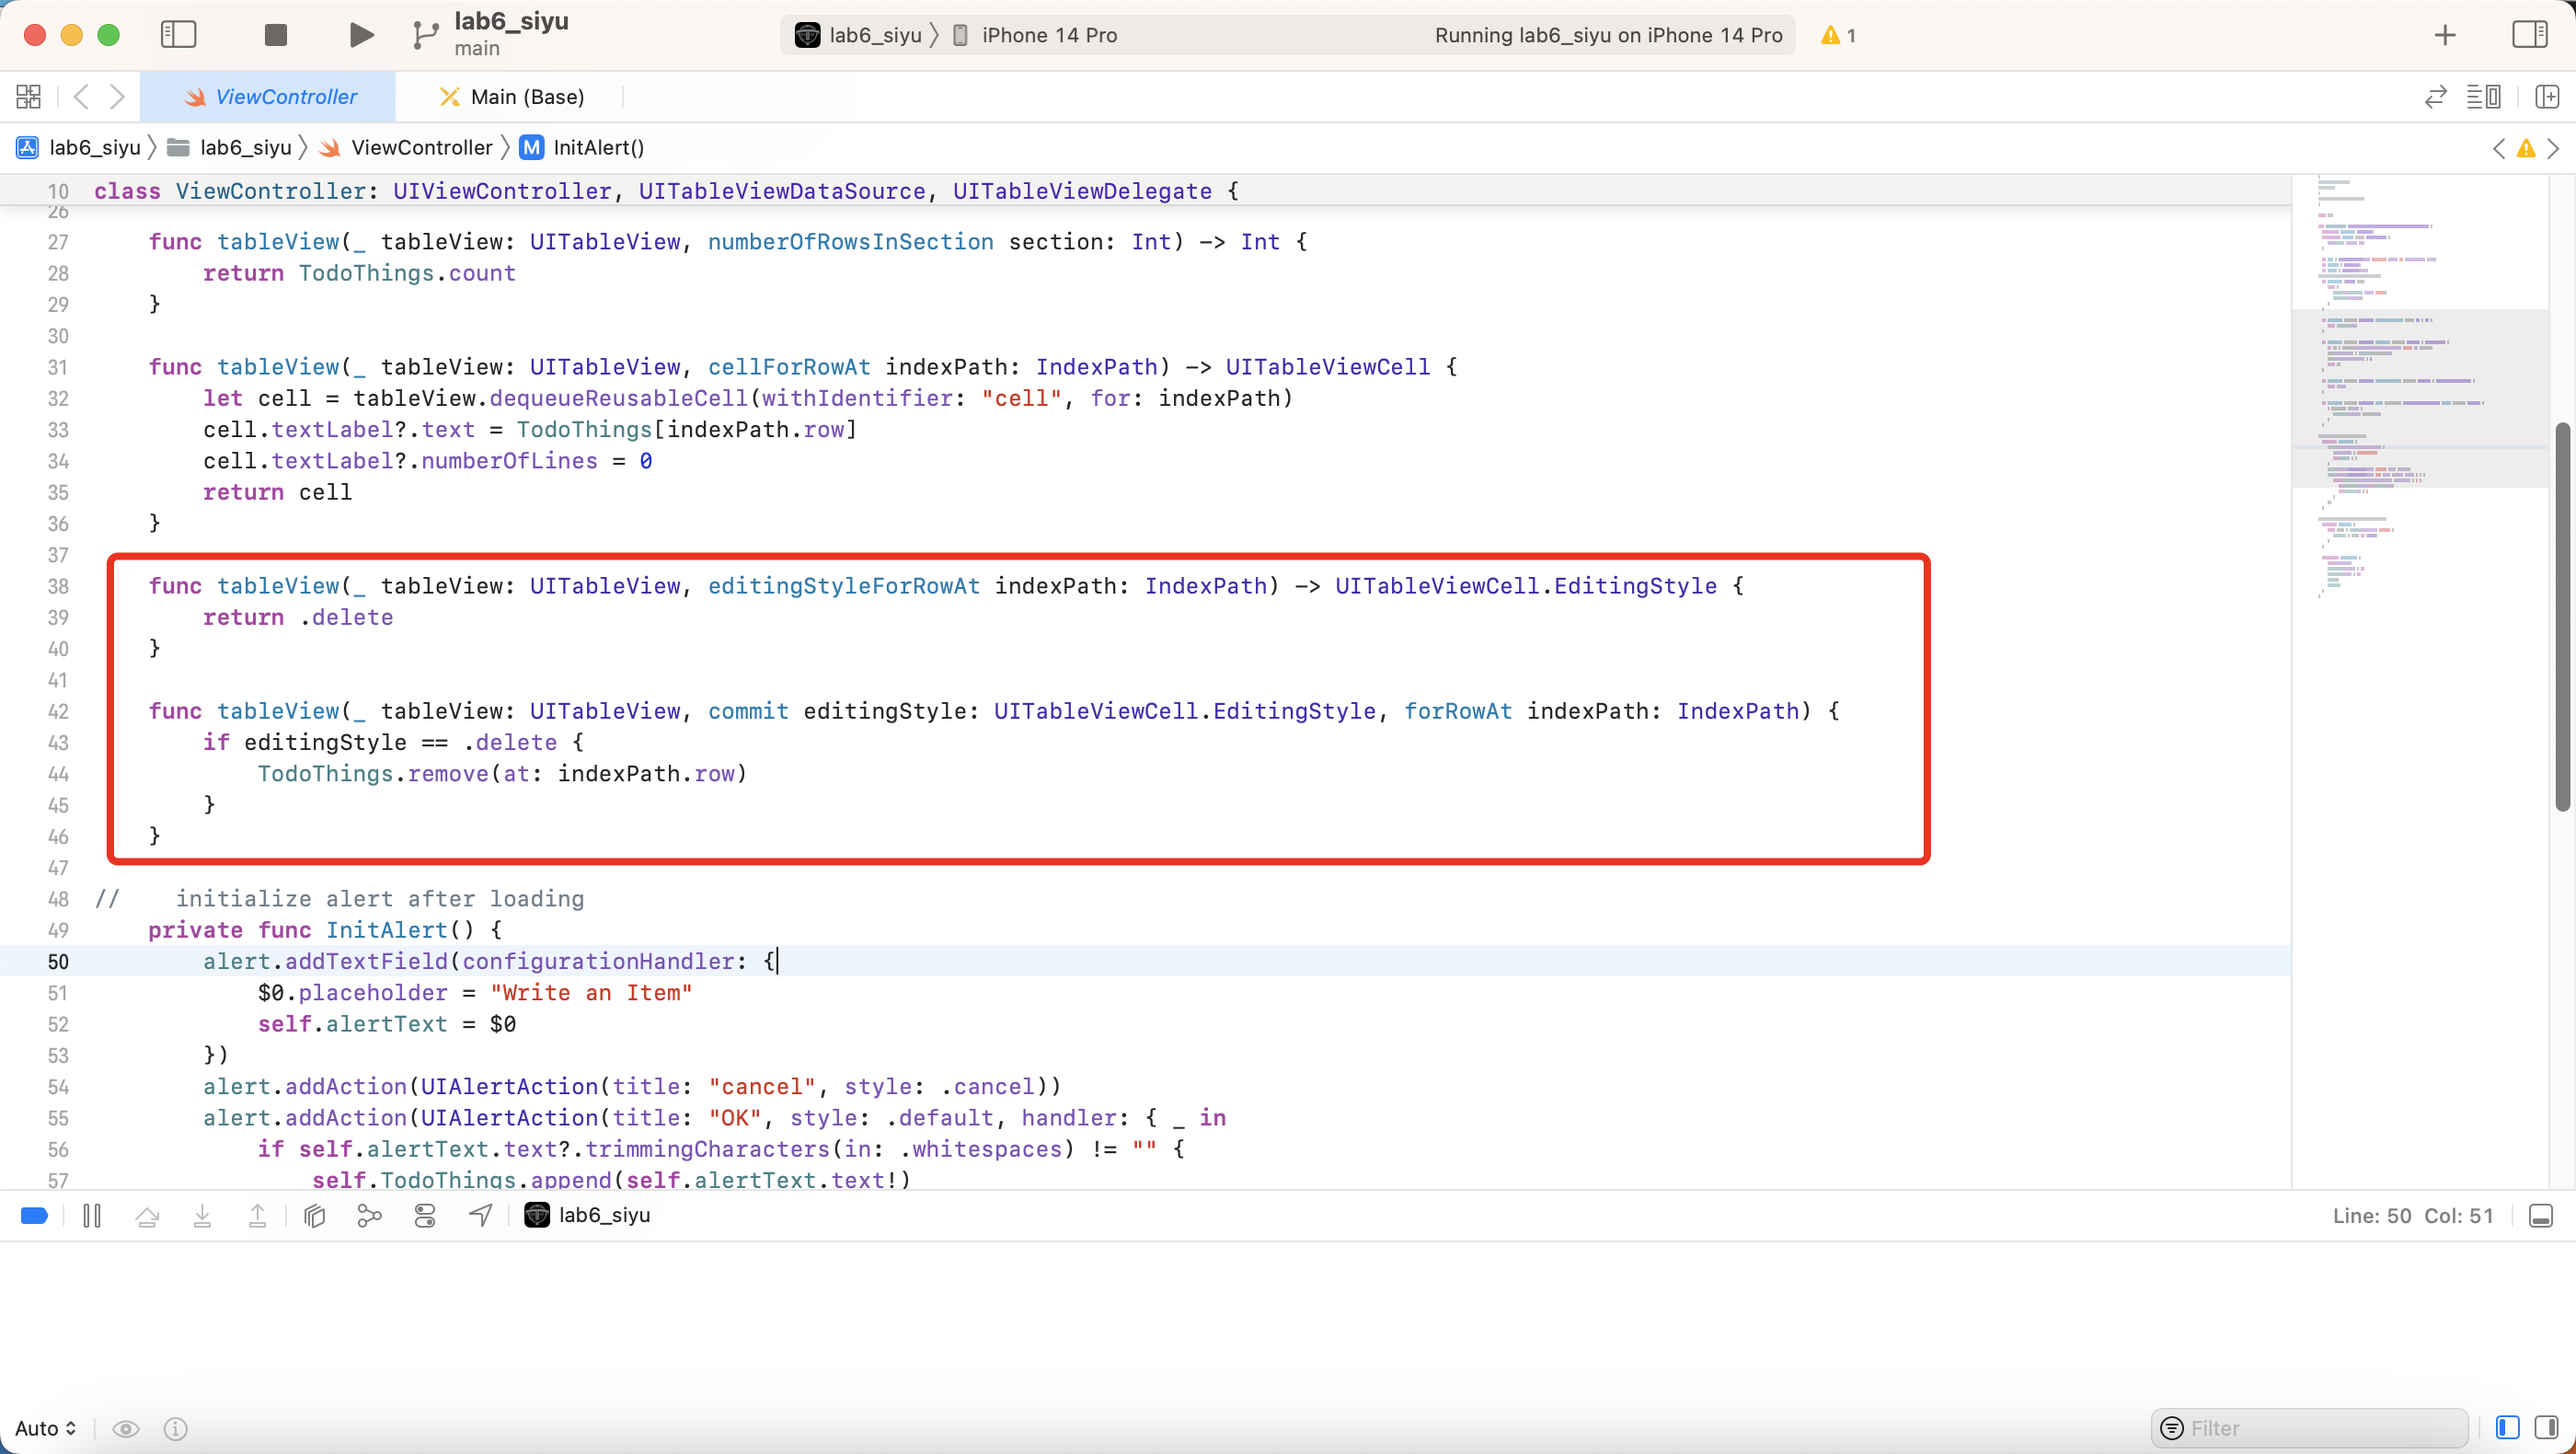 lab6_siyu
main
lab6_siyu 〉 iPhone 14 Pro
Running lab6_siyu on iPhone 14 Pro
1
ViewController
Main (Base)
lab6_siyu 〉 lab6_siyu 〉 ViewController 〉 M InitAlert()
10 class ViewController: UIViewController, UITableViewDataSource, UITableViewDelegate {
26
27 func tableView(_ tableView: UITableView, numberOfRowsInSection section: Int) -> Int {
28 return TodoThings.count
29 }
30
31 func tableView(_ tableView: UITableView, cellForRowAt indexPath: IndexPath) -> UITableViewCell {
32 let cell = tableView.dequeueReusableCell(withIdentifier: "cell", for: indexPath)
33 cell.textLabel?.text = TodoThings[indexPath.row]
34 cell.textLabel?.numberOfLines = 0
35 return cell
36 }
37
38 func tableView(_ tableView: UITableView, editingStyleForRowAt indexPath: IndexPath) -> UITableViewCell.EditingStyle {
39 return .delete
40 }
41
42 func tableView(_ tableView: UITableView, commit editingStyle: UITableViewCell.EditingStyle, forRowAt indexPath: IndexPath) {
43 if editingStyle == .delete {
44 TodoThings.remove(at: indexPath.row)
45 }
46 }
47
48 // initialize alert after loading
49 private func InitAlert() {
50 alert.addTextField(configurationHandler: {
51 $0.placeholder = "Write an Item"
52 self.alertText = $0
53 })
54 alert.addAction(UIAlertAction(title: "cancel", style: .cancel))
55 alert.addAction(UIAlertAction(title: "OK", style: .default, handler: { _ in
56 if self.alertText.text?.trimmingCharacters(in: .whitespaces) != "" {
57 self.TodoThings.append(self.alertText.text!)
lab6_siyu
Line: 50 Col: 51
Auto
Filter